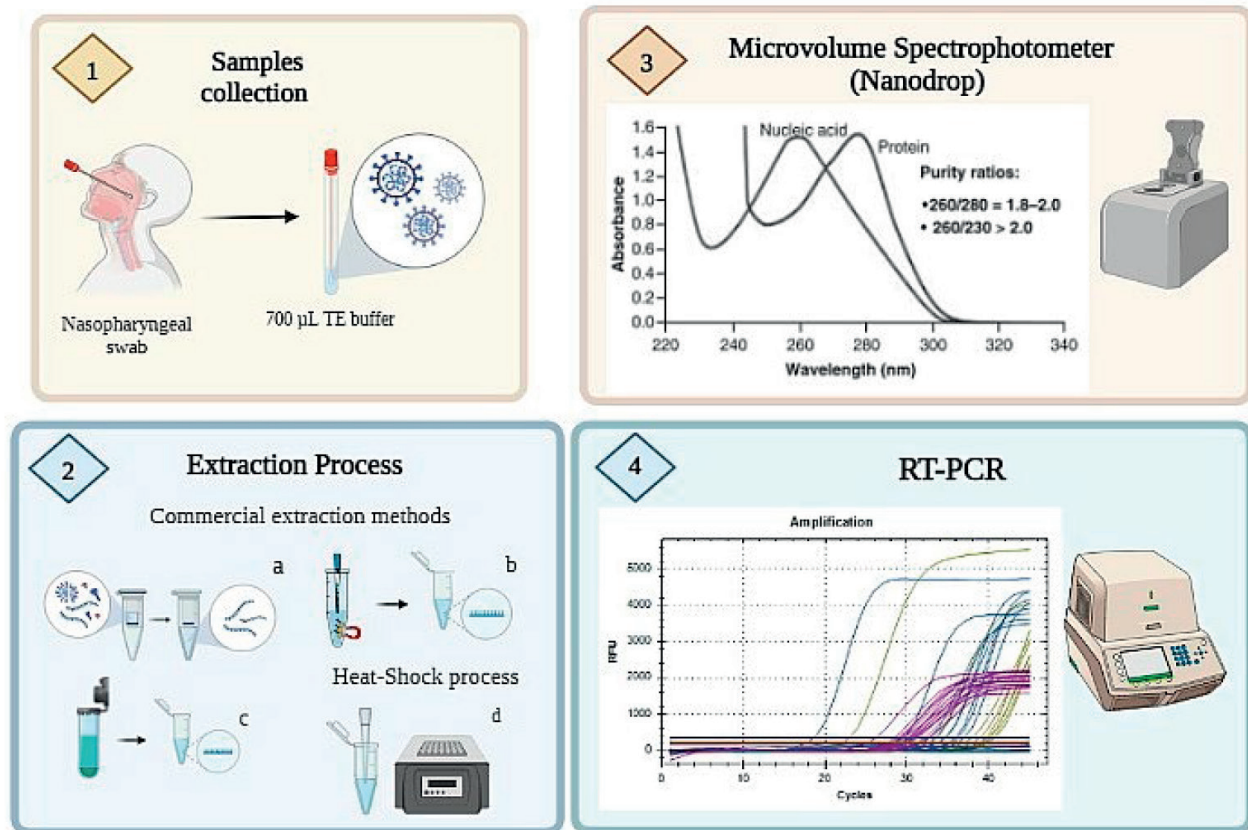 1
Samples
collection
Nasopharyngeal
swab
700 µL TE buffer
2
Extraction Process
Commercial extraction methods
a
b
Heat-Shock process
c
d
3
Microvolume Spectrophotometer
(Nanodrop)
Nucleic acid
Protein
Purity ratios:
•260/280 = 1.8–2.0
• 260/230 > 2.0
Absorbance
1.6
1.4
1.2
1.0
0.8
0.6
0.4
0.2
0.0
220 240 260 280 300 320 340
Wavelength (nm)
4
RT-PCR
Amplification
RFU
5000
4000
3000
2000
1000
0
0 10 20 30 40
Cycles